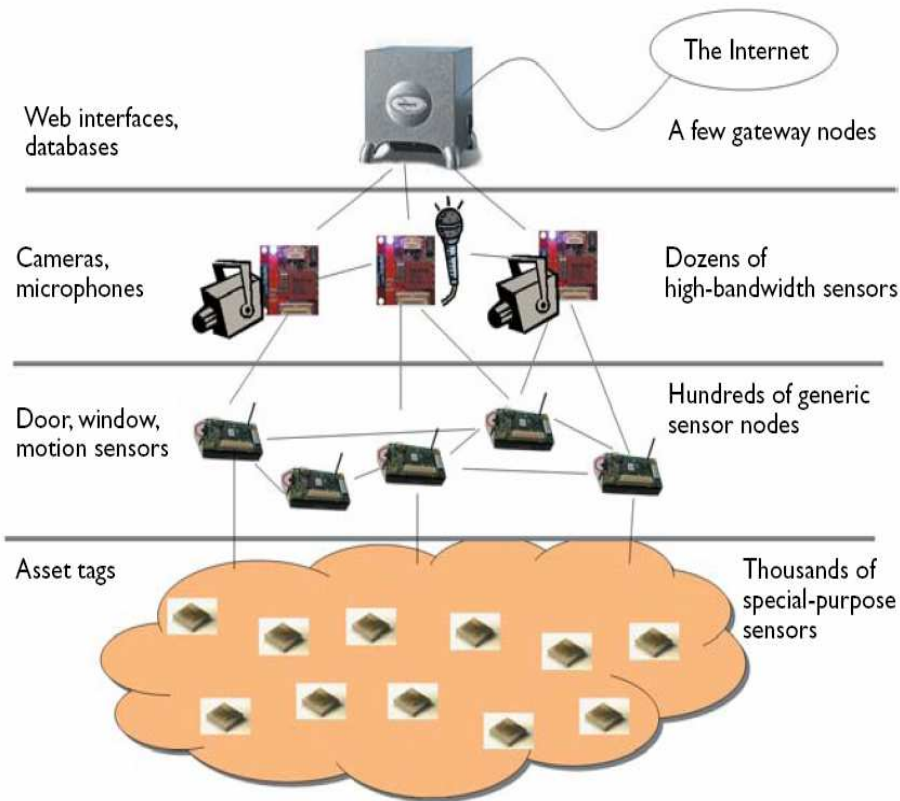 The Internet
Web interfaces,
databases
A few gateway nodes
Cameras,
microphones
Dozens of
high-bandwidth sensors
Door, window,
motion sensors
Hundreds of generic
sensor nodes
Asset tags
Thousands of
special-purpose
sensors